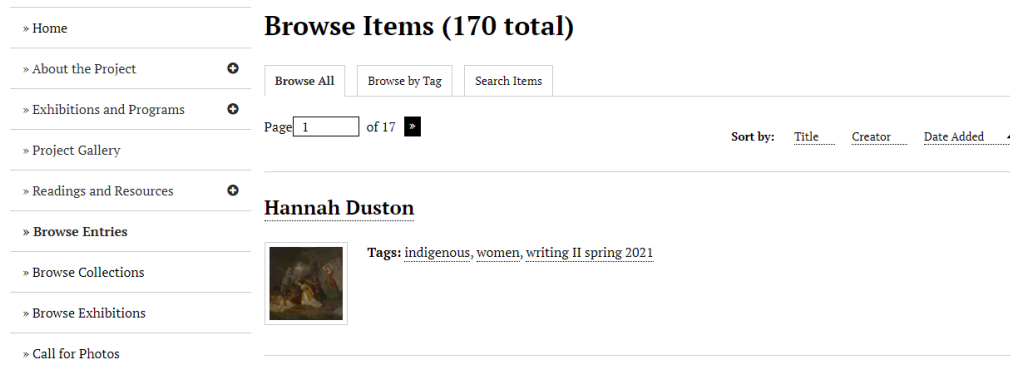 » Home
» About the Project
» Exhibitions and Programs
» Project Gallery
» Readings and Resources
» Browse Entries
» Browse Collections
» Browse Exhibitions
» Call for Photos
Browse Items (170 total)
Browse All Browse by Tag Search Items
Page 1 of 17 »
Sort by: Title Creator Date Added
Hannah Duston
Tags: indigenous, women, writing II spring 2021